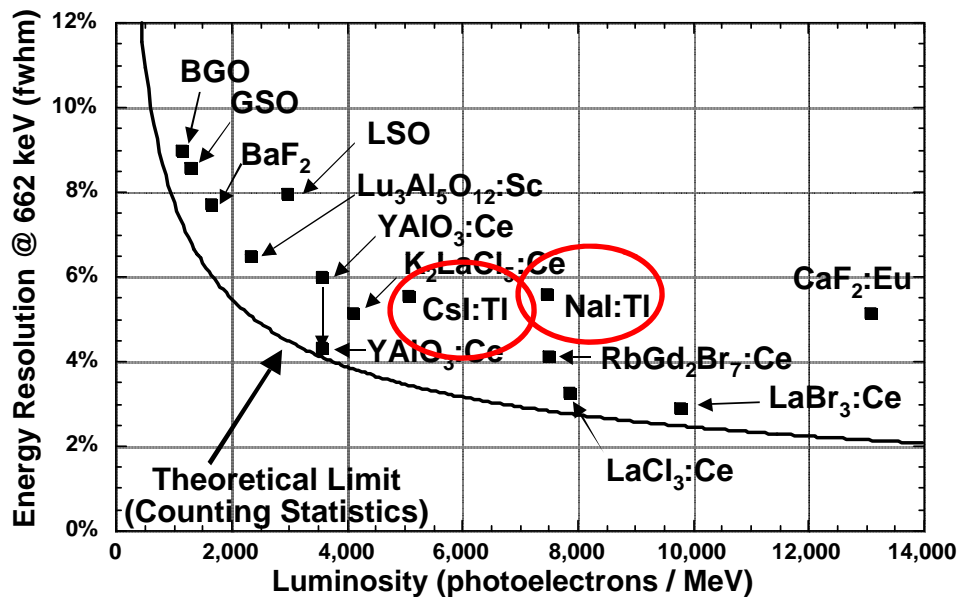 Energy Resolution @ 662 keV (fwhm)
12%
10%
8%
6%
4%
2%
0%
BGO
GSO
BaF₂
LSO
Lu₃Al₅O₁₂:Sc
YAlO₃:Ce
K₂LaCl₅:Ce
CsI:Tl
NaI:Tl
CaF₂:Eu
YAlO₃:Ce
RbGd₂Br₇:Ce
LaBr₃:Ce
LaCl₃:Ce
Theoretical Limit
(Counting Statistics)
0
2,000
4,000
6,000
8,000
10,000
12,000
14,000
Luminosity (photoelectrons / MeV)